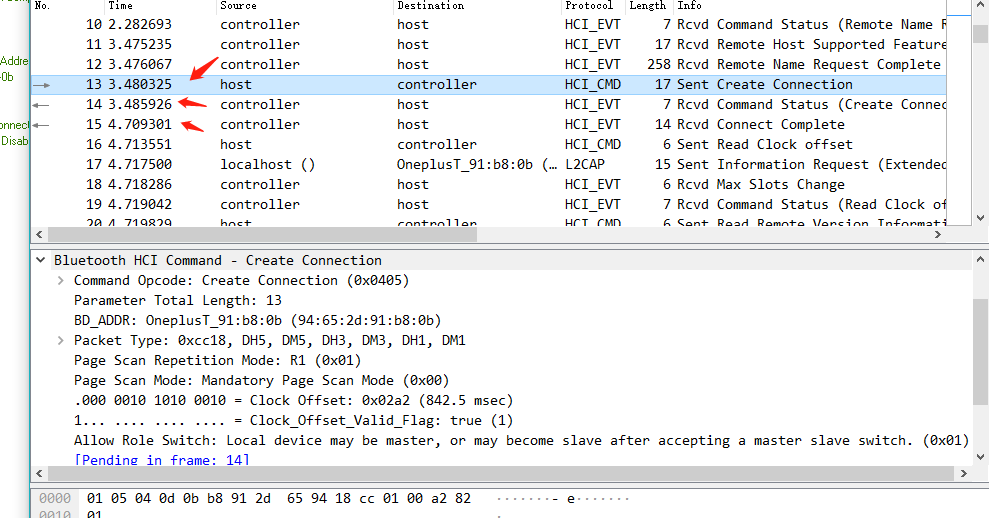 No. Time Source Destination Protocol Length Info
10 2.282693 controller host HCI_EVT 7 Rcvd Command Status (Remote Name R
11 3.475235 controller host HCI_EVT 17 Rcvd Remote Host Supported Feature
12 3.476067 controller host HCI_EVT 258 Rcvd Remote Name Request Complete
Addre
13 3.480325 host controller HCI_CMD 17 Sent Create Connection
-0b
14 3.485926 controller host HCI_EVT 7 Rcvd Command Status (Create Connec
onnect
15 4.709301 controller host HCI_EVT 14 Rcvd Connect Complete
Disab
16 4.713551 host controller HCI_CMD 6 Sent Read Clock offset
17 4.717500 localhost () OneplusT_91:b8:0b (… L2CAP 15 Sent Information Request (Extended
18 4.718286 controller host HCI_EVT 6 Rcvd Max Slots Change
19 4.719042 controller host HCI_EVT 7 Rcvd Command Status (Read Clock of
20 4.719829 host controller HCI_CMD 6 Sent Read Remote Version Informati
Bluetooth HCI Command - Create Connection
Command Opcode: Create Connection (0x0405)
Parameter Total Length: 13
BD_ADDR: OneplusT_91:b8:0b (94:65:2d:91:b8:0b)
Packet Type: 0xcc18, DH5, DM5, DH3, DM3, DH1, DM1
Page Scan Repetition Mode: R1 (0x01)
Page Scan Mode: Mandatory Page Scan Mode (0x00)
.000 0010 1010 0010 = Clock Offset: 0x02a2 (842.5 msec)
1... .... .... .... = Clock_Offset_Valid_Flag: true (1)
Allow Role Switch: Local device may be master, or may become slave after accepting a master slave switch. (0x01)
[Pending in frame: 14]
0000 01 05 04 0d 0b b8 91 2d 65 94 18 cc 01 00 a2 82 ·······- e·······
0010 01 ·